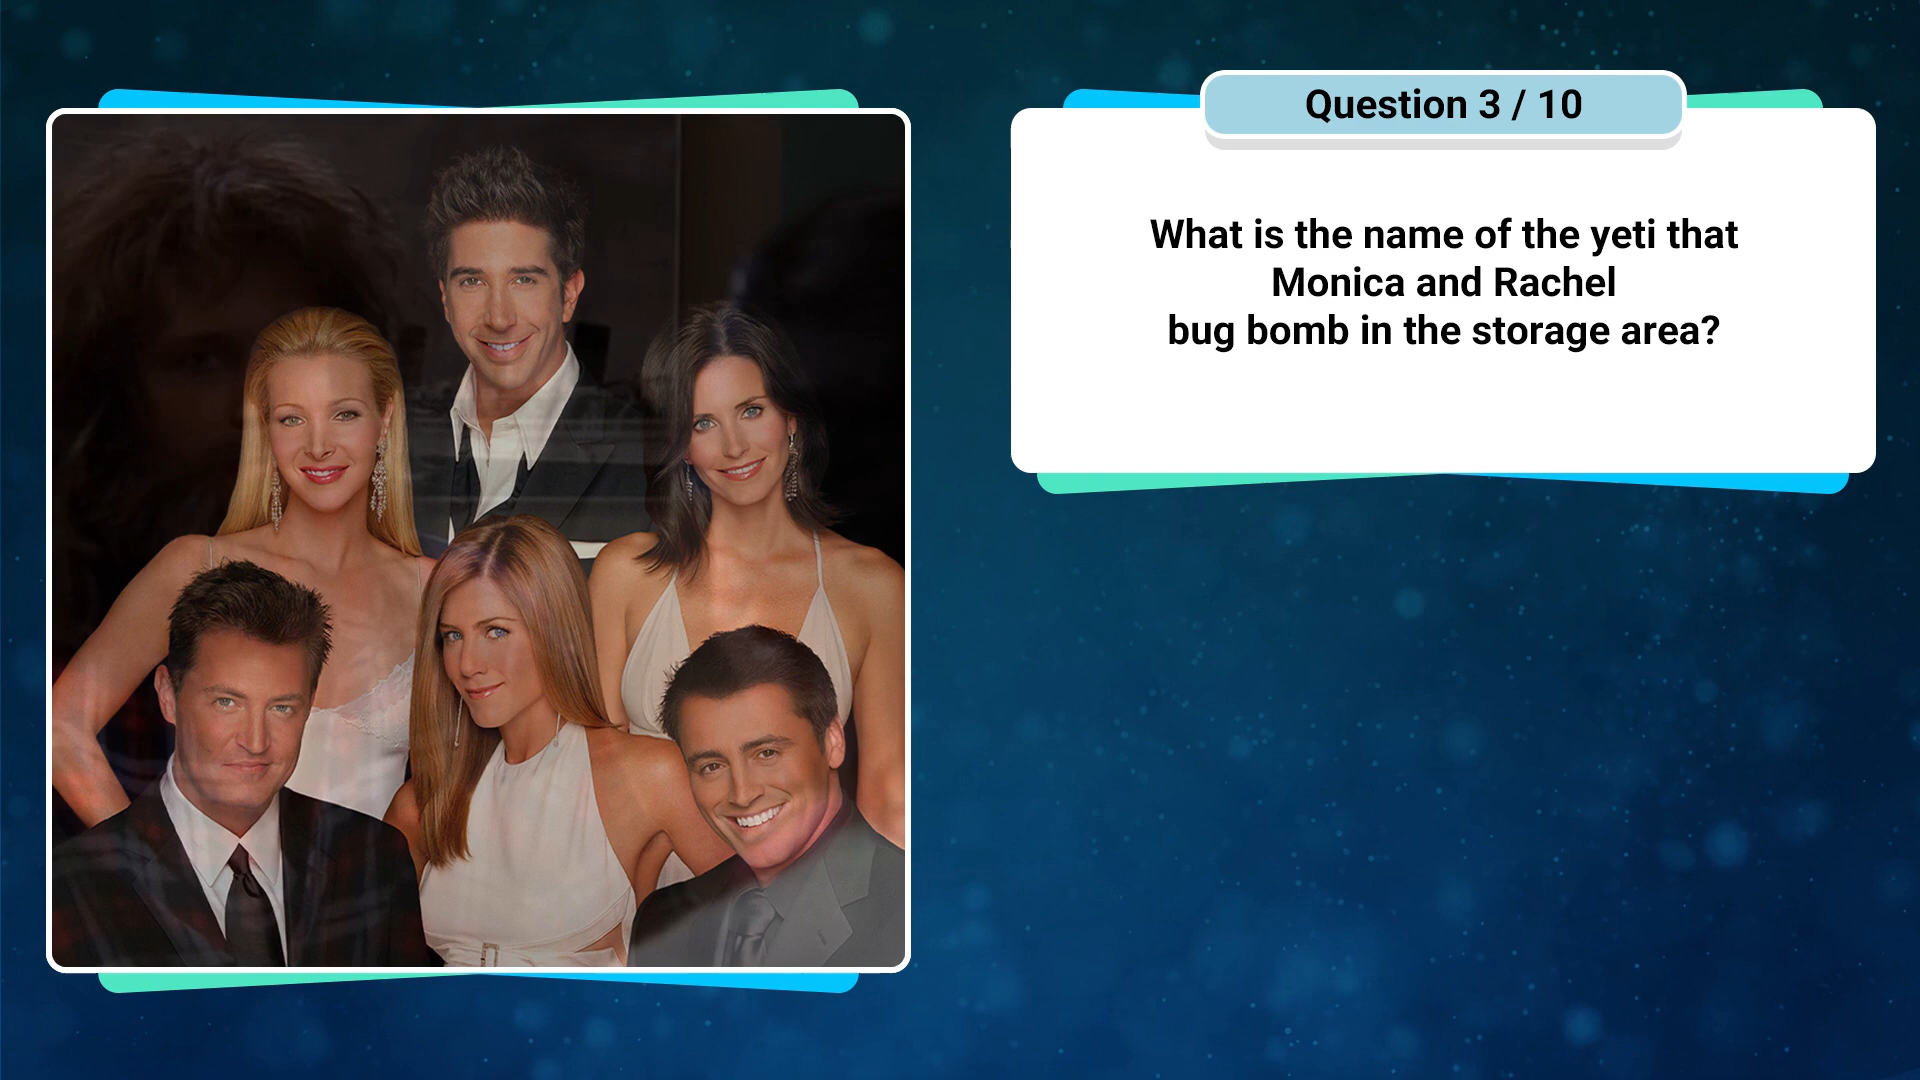 Question 3 / 10
What is the name of the yeti that
Monica and Rachel
bug bomb in the storage area?